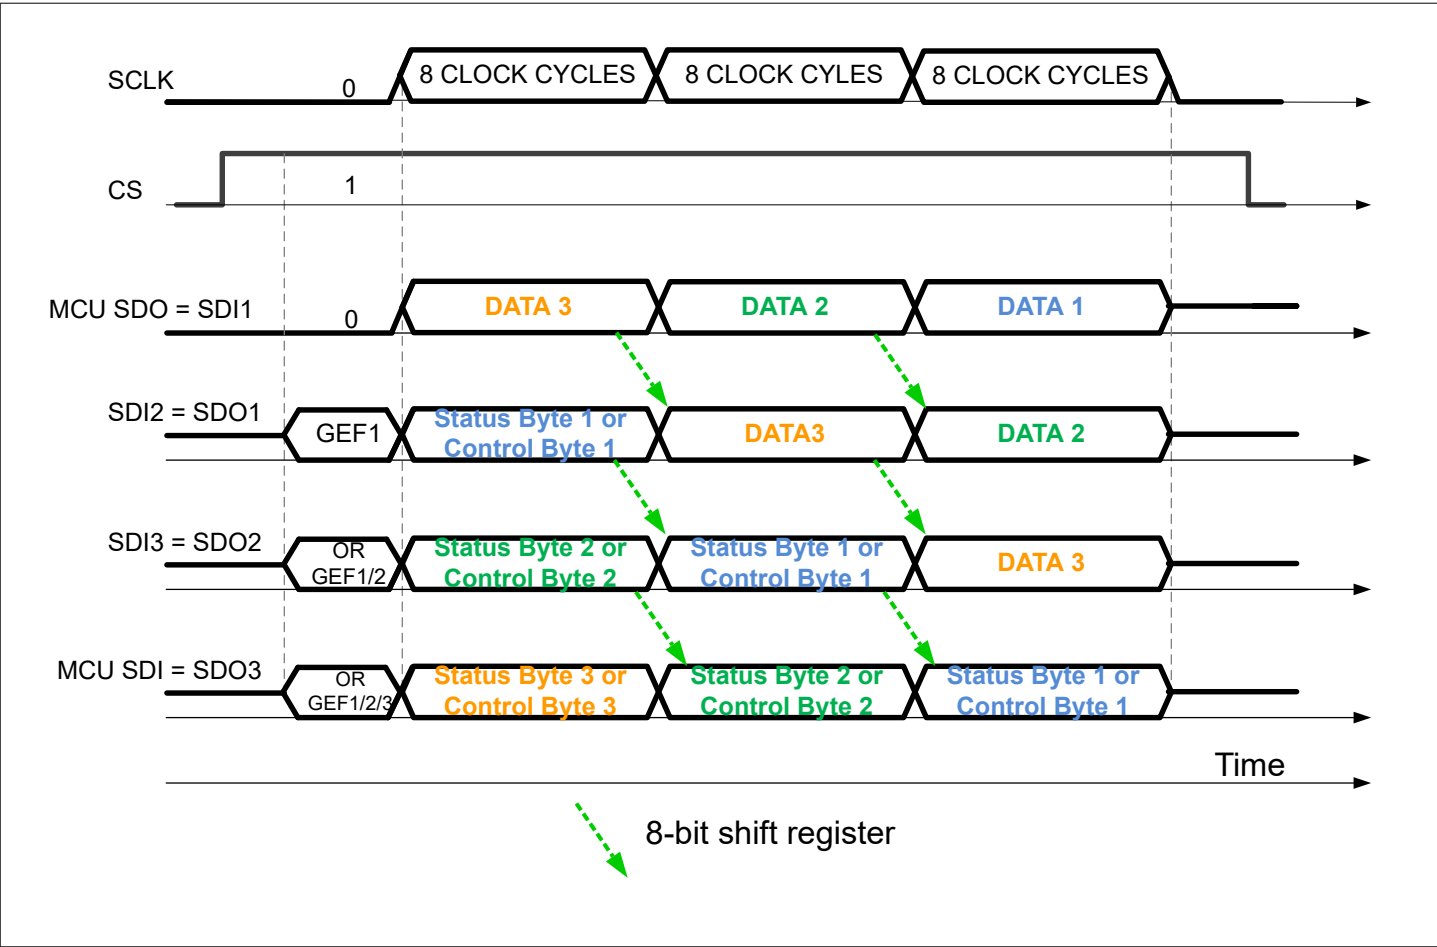 SCLK
0
8 CLOCK CYCLES
8 CLOCK CYLES
8 CLOCK CYCLES
CS
1
MCU SDO = SDI1
0
DATA 3
DATA 2
DATA 1
SDI2 = SDO1
GEF1
Status Byte 1 or
Control Byte 1
DATA3
DATA 2
SDI3 = SDO2
OR
GEF1/2
Status Byte 2 or
Control Byte 2
Status Byte 1 or
Control Byte 1
DATA 3
MCU SDI = SDO3
OR
GEF1/2/3
Status Byte 3 or
Control Byte 3
Status Byte 2 or
Control Byte 2
Status Byte 1 or
Control Byte 1
Time
8-bit shift register